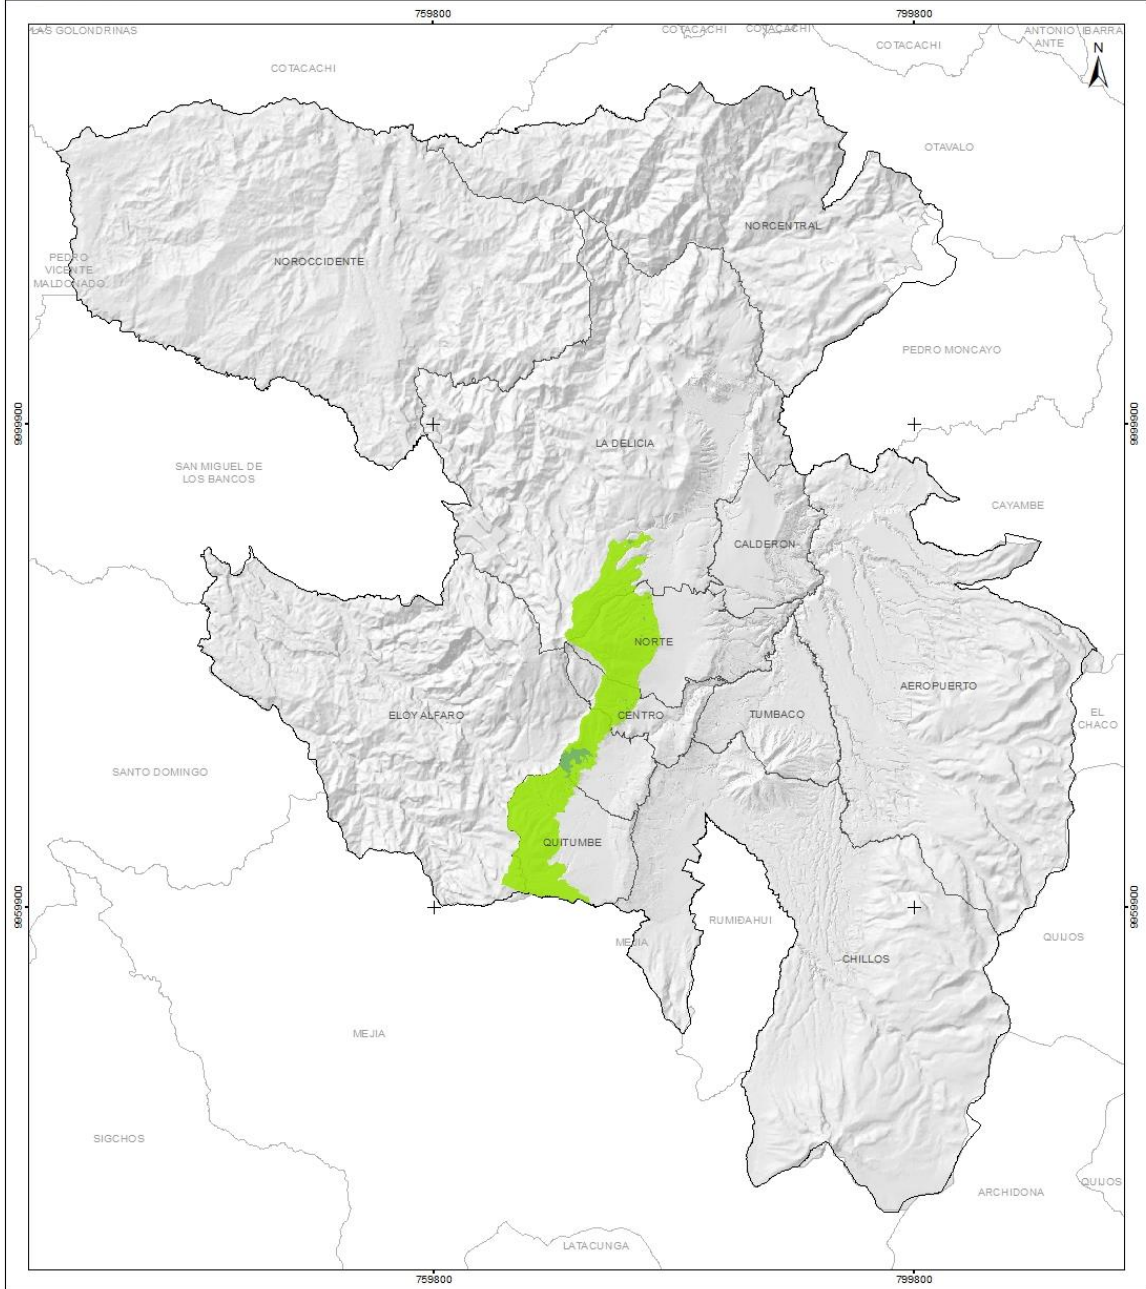 759800
799800
LAS GOLONDRINAS
COTACACHI
COTACACHI
ANTONIO
ANTE
IBARRA
COTACACHI
N
COTACACHI
OTAVALO
NORCENTRAL
PEDRO
VICENTE
MALDONADO
NOROCCIDENTE
PEDRO MONCAYO
9999900
9999900
LA DELICIA
SAN MIGUEL DE
LOS BANCOS
CAYAMBE
CALDERON
NORTE
AEROPUERTO
ELOY ALFARO
CENTRO
TUMBACO
EL
CHACO
SANTO DOMINGO
QUITUMBE
9959900
9959900
RUMIÐAHUI
MEJIA
QUIJOS
CHILLOS
MEJIA
SIGCHOS
QUIJOS
ARCHIDONA
LATACUNGA
759800
799800